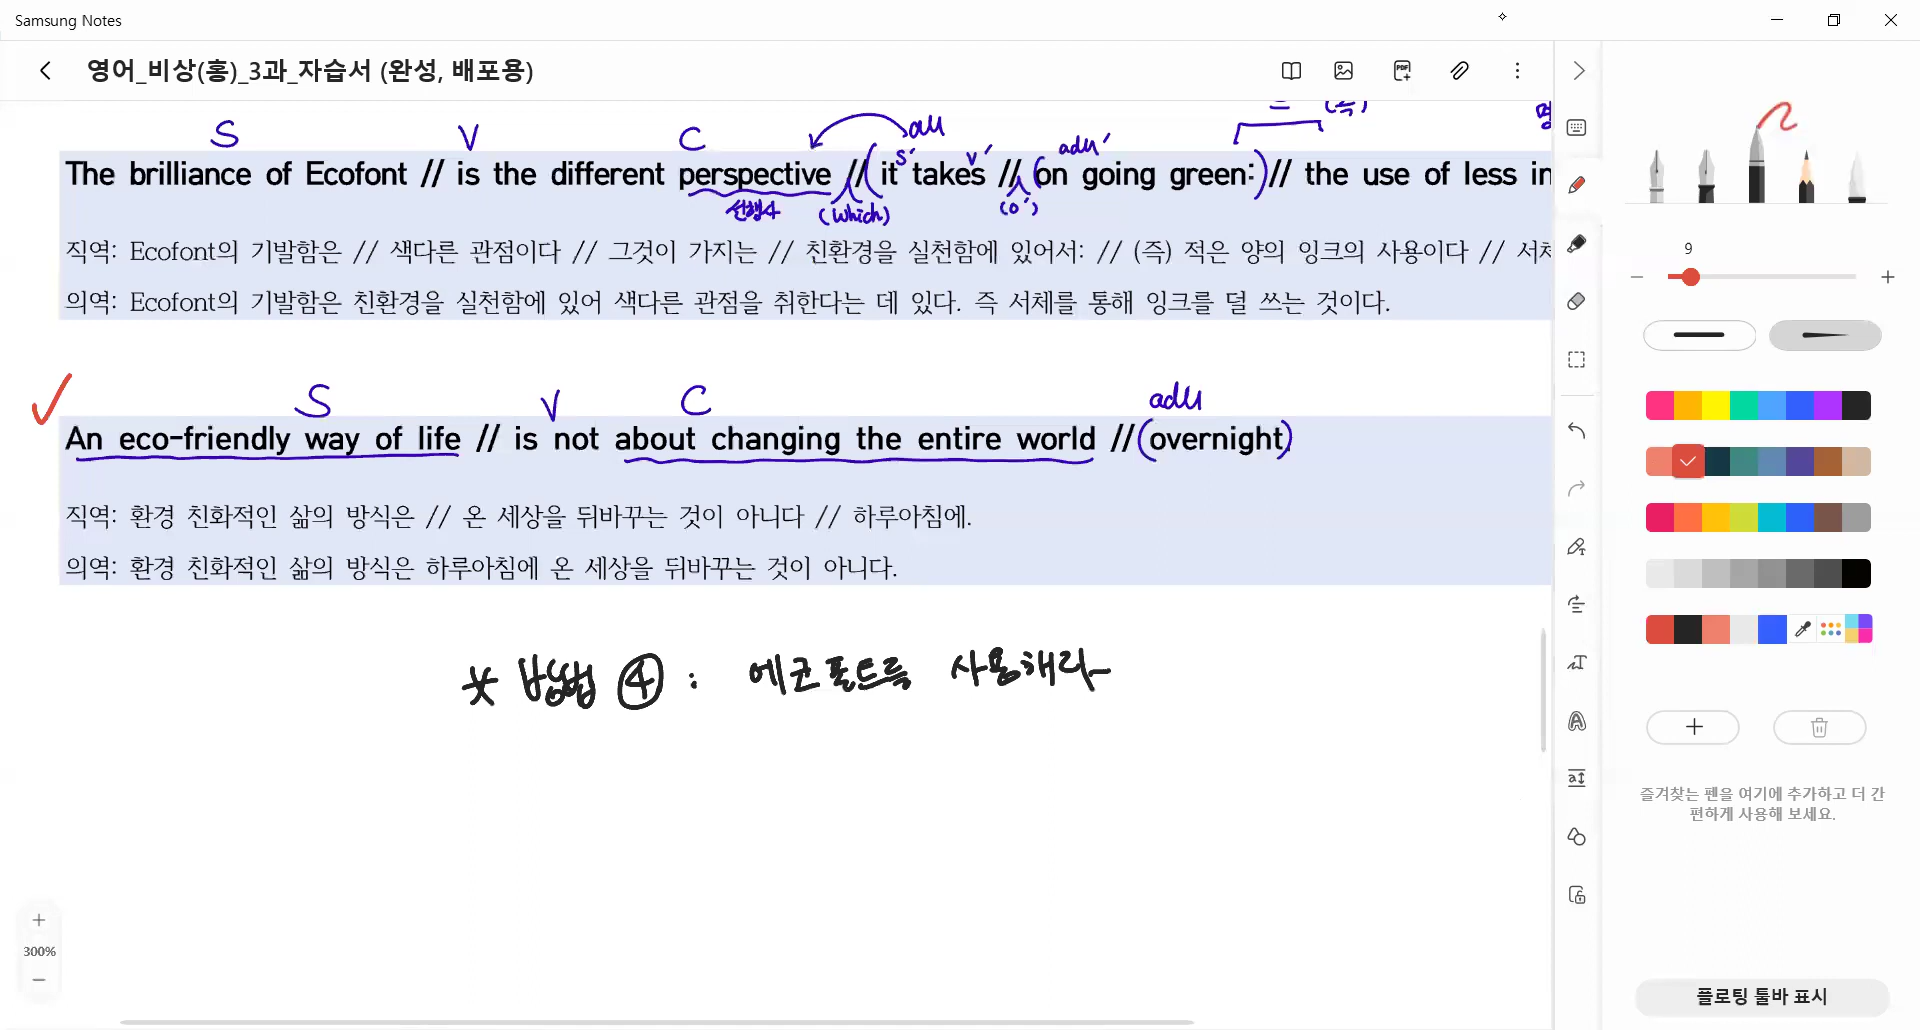 Samsung Notes
영어_비상(홍)_3과_자습서 (완성, 배포용)
S V C
The brilliance of Ecofont // is the different perspective // (it takes // (on going green:) // the use of less in
S' V' adv'
선행사 (which) (o')
직역: Ecofont의 기발함은 // 색다른 관점이다 // 그것이 가지는 // 친환경을 실천함에 있어서: // (즉) 적은 양의 잉크의 사용이다 // 서체
의역: Ecofont의 기발함은 친환경을 실천함에 있어 색다른 관점을 취한다는 데 있다. 즉 서체를 통해 잉크를 덜 쓰는 것이다.
S V C adv
An eco-friendly way of life // is not about changing the entire world // (overnight)
직역: 환경 친화적인 삶의 방식은 // 온 세상을 뒤바꾸는 것이 아니다 // 하루아침에.
의역: 환경 친화적인 삶의 방식은 하루아침에 온 세상을 뒤바꾸는 것이 아니다.
* 방법 ④ : 에코폰트를 사용해라
300%
PDF
9
즐겨찾는 펜을 여기에 추가하고 더 간
편하게 사용해 보세요.
플로팅 툴바 표시